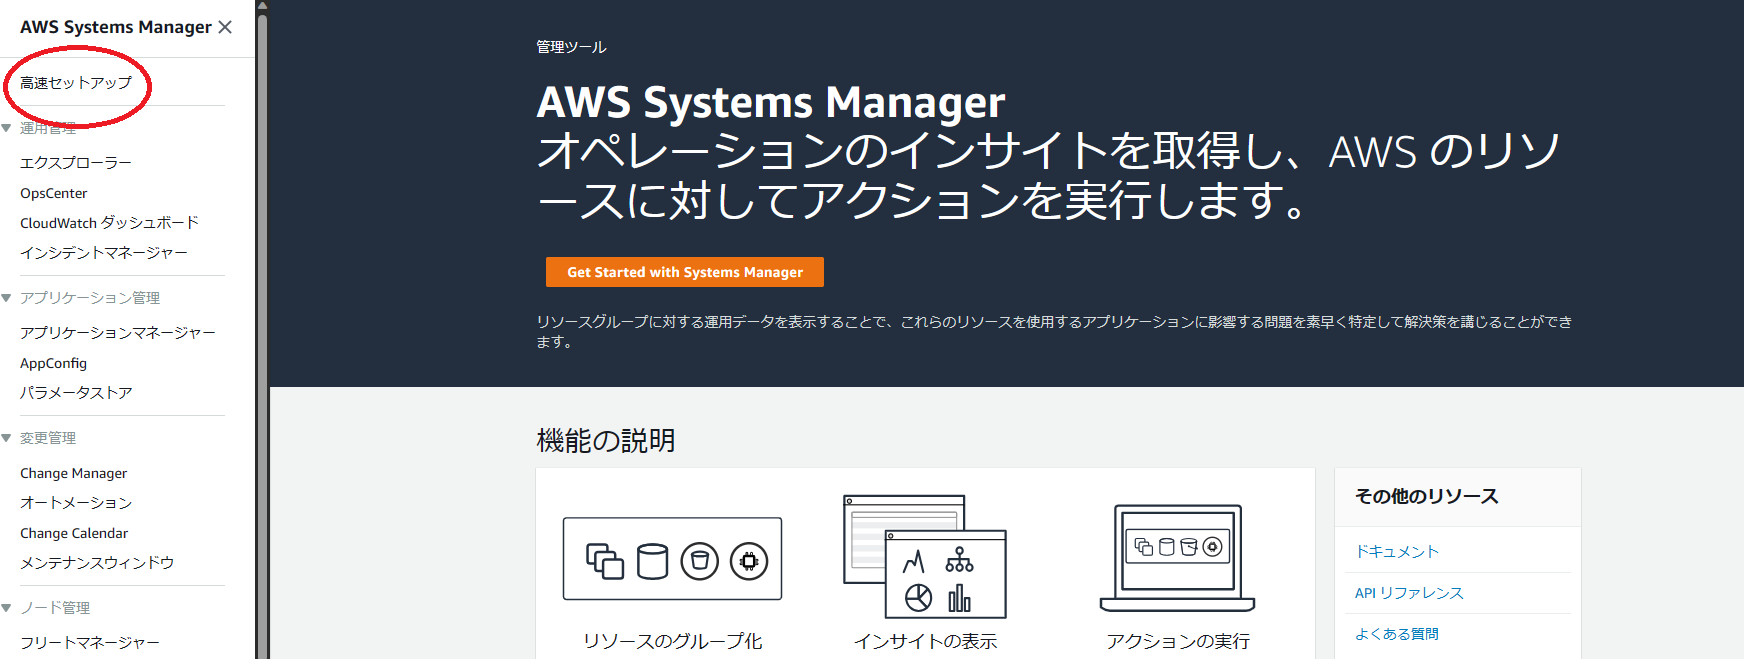 AWS Systems Manager
高速セットアップ
運用管理
エクスプローラー
OpsCenter
CloudWatch ダッシュボード
インシデントマネージャー
アプリケーション管理
アプリケーションマネージャー
AppConfig
パラメータストア
変更管理
Change Manager
オートメーション
Change Calendar
メンテナンスウィンドウ
ノード管理
フリートマネージャー
管理ツール
AWS Systems Manager
オペレーションのインサイトを取得し、AWS のリソ
ースに対してアクションを実行します。
Get Started with Systems Manager
リソースグループに対する運用データを表示することで、これらのリソースを使用するアプリケーションに影響する問題を素早く特定して解決策を講じることができ
ます。
機能の説明
リソースのグループ化
インサイトの表示
アクションの実行
その他のリソース
ドキュメント
API リファレンス
よくある質問